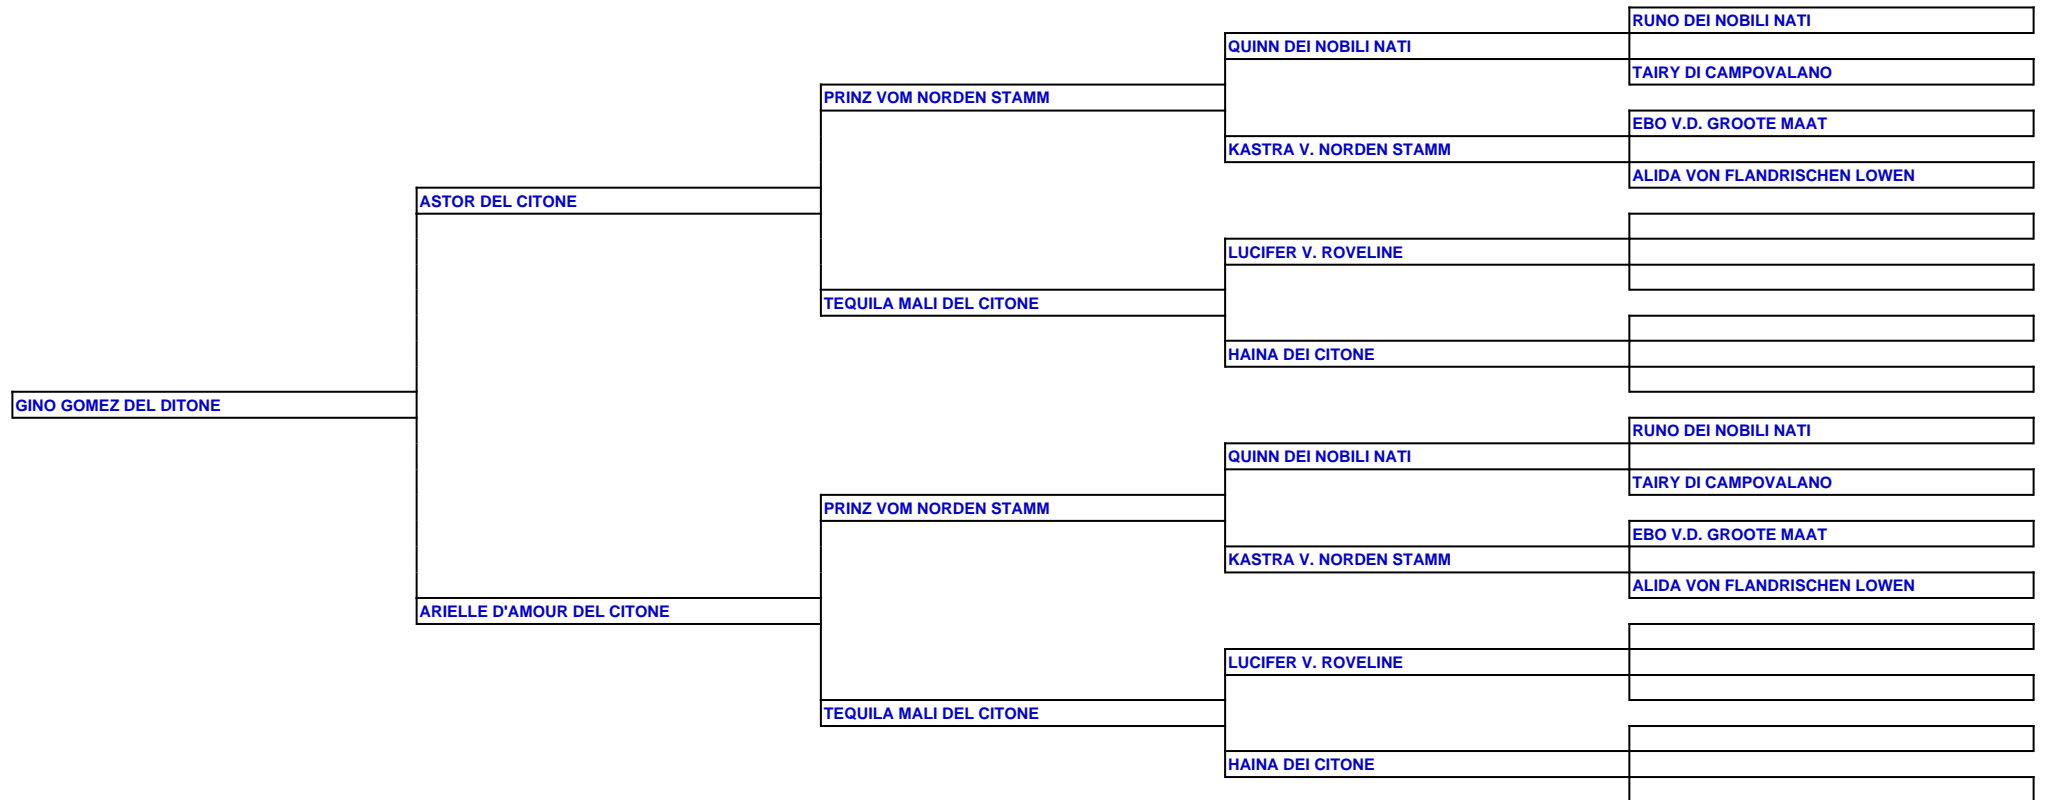 RUNO DEI NOBILI NATI
QUINN DEI NOBILI NATI
TAIRY DI CAMPOVALANO
PRINZ VOM NORDEN STAMM
EBO V.D. GROOTE MAAT
KASTRA V. NORDEN STAMM
ALIDA VON FLANDRISCHEN LOWEN
ASTOR DEL CITONE
LUCIFER V. ROVELINE
TEQUILA MALI DEL CITONE
HAINA DEI CITONE
GINO GOMEZ DEL DITONE
RUNO DEI NOBILI NATI
QUINN DEI NOBILI NATI
TAIRY DI CAMPOVALANO
PRINZ VOM NORDEN STAMM
EBO V.D. GROOTE MAAT
KASTRA V. NORDEN STAMM
ALIDA VON FLANDRISCHEN LOWEN
ARIELLE D'AMOUR DEL CITONE
LUCIFER V. ROVELINE
TEQUILA MALI DEL CITONE
HAINA DEI CITONE